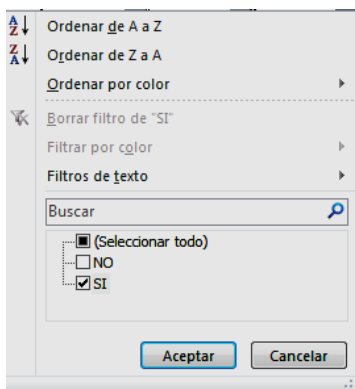 Ordenar de A a Z
Ordenar de Z a A
Ordenar por color
Borrar filtro de "SI"
Filtrar por color
Filtros de texto
Buscar
(Seleccionar todo)
NO
SI
Aceptar Cancelar